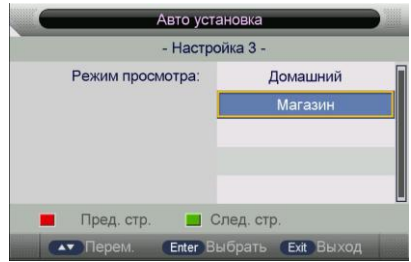 Авто установка
- Настройка 3 -
Режим просмотра: Домашний
Магазин
Пред. стр. След. стр.
Перем. Enter Выбрать Exit Выход